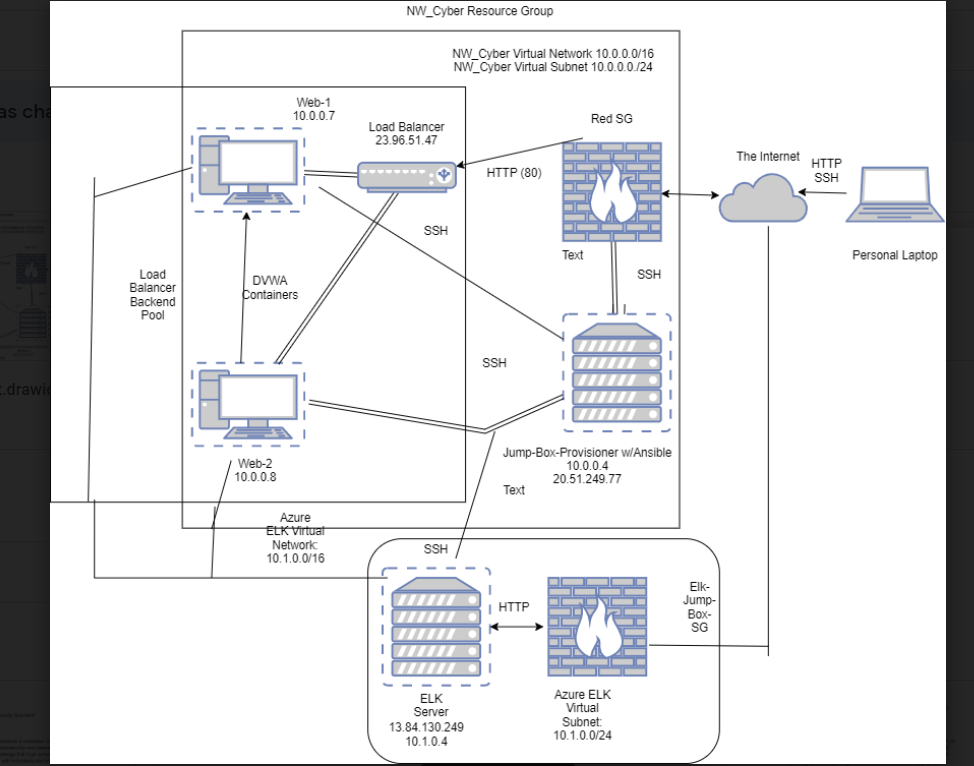 NW_Cyber Resource Group
NW_Cyber Virtual Network 10.0.0.0/16
NW_Cyber Virtual Subnet 10.0.0.0./24
as cha
Web-1
10.0.0.7
Load Balancer
23.96.51.47
Red SG
HTTP (80)
The Internet
HTTP
SSH
Personal Laptop
SSH
Text
SSH
Load
Balancer
Backend
Pool
DVWA
Containers
SSH
t.drawi
Web-2
10.0.0.8
Jump-Box-Provisioner w/Ansible
10.0.0.4
20.51.249.77
Text
Azure
ELK Virtual
Network:
10.1.0.0/16
SSH
HTTP
Elk-
Jump-
Box-
SG
ELK
Server
13.84.130.249
10.1.0.4
Azure ELK
Virtual
Subnet:
10.1.0.0/24